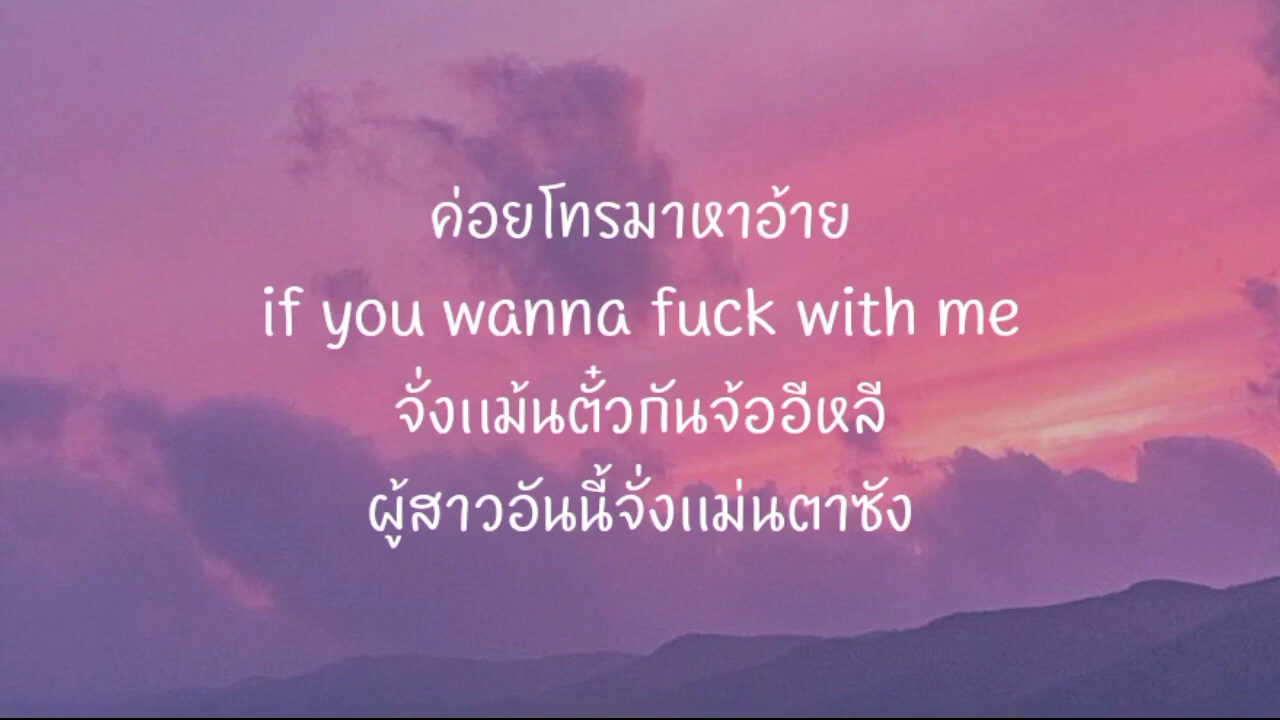 ค่อยโทรมาหาอ้าย
if you wanna fuck with me
จั่งแม้นตั๋วกันจ้ออีหลี
ผู้สาวอันนี้จั่งแม่นตาซัง